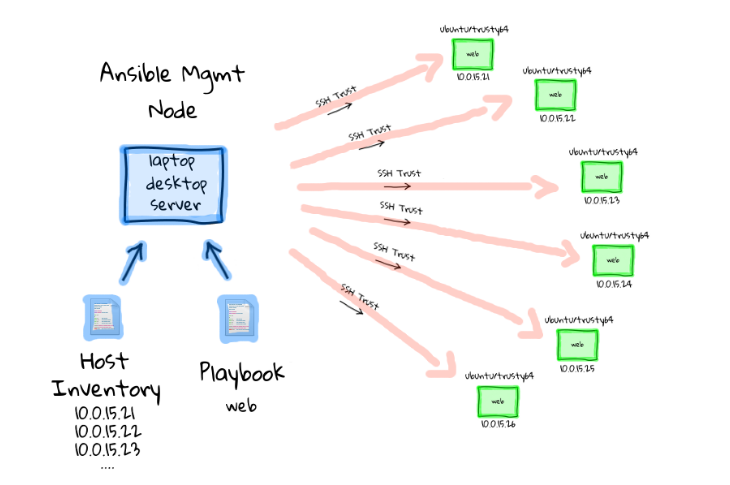 Ansible Mgmt
Node
laptop
desktop
server
Host
Inventory
10.0.15.21
10.0.15.22
10.0.15.23
....
Playbook
web
SSH Trust
SSH Trust
SSH Trust
SSH Trust
SSH Trust
SSH Trust
ubuntu/trusty64
web
10.0.15.21
ubuntu/trusty64
web
10.0.15.22
ubuntu/trusty64
web
10.0.15.23
ubuntu/trusty64
web
10.0.15.24
ubuntu/trusty64
web
10.0.15.25
ubuntu/trusty64
web
10.0.15.26